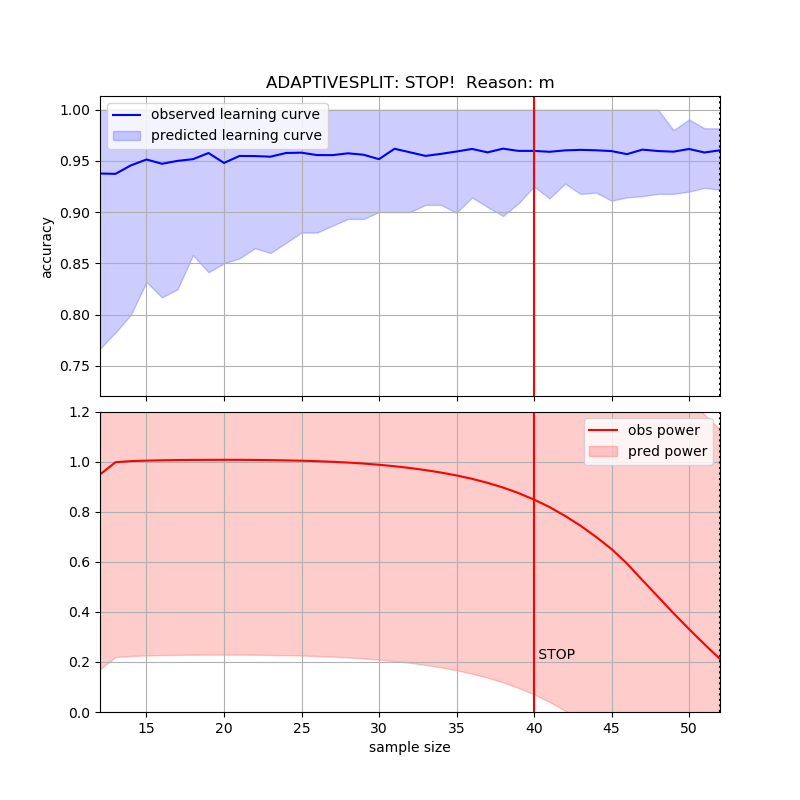 ADAPTIVESPLIT: STOP!  Reason: m
observed learning curve
predicted learning curve
1.00
0.95
0.90
0.85
0.80
0.75
accuracy
obs power
pred power
1.2
1.0
0.8
0.6
0.4
0.2
0.0
STOP
15 20 25 30 35 40 45 50
sample size